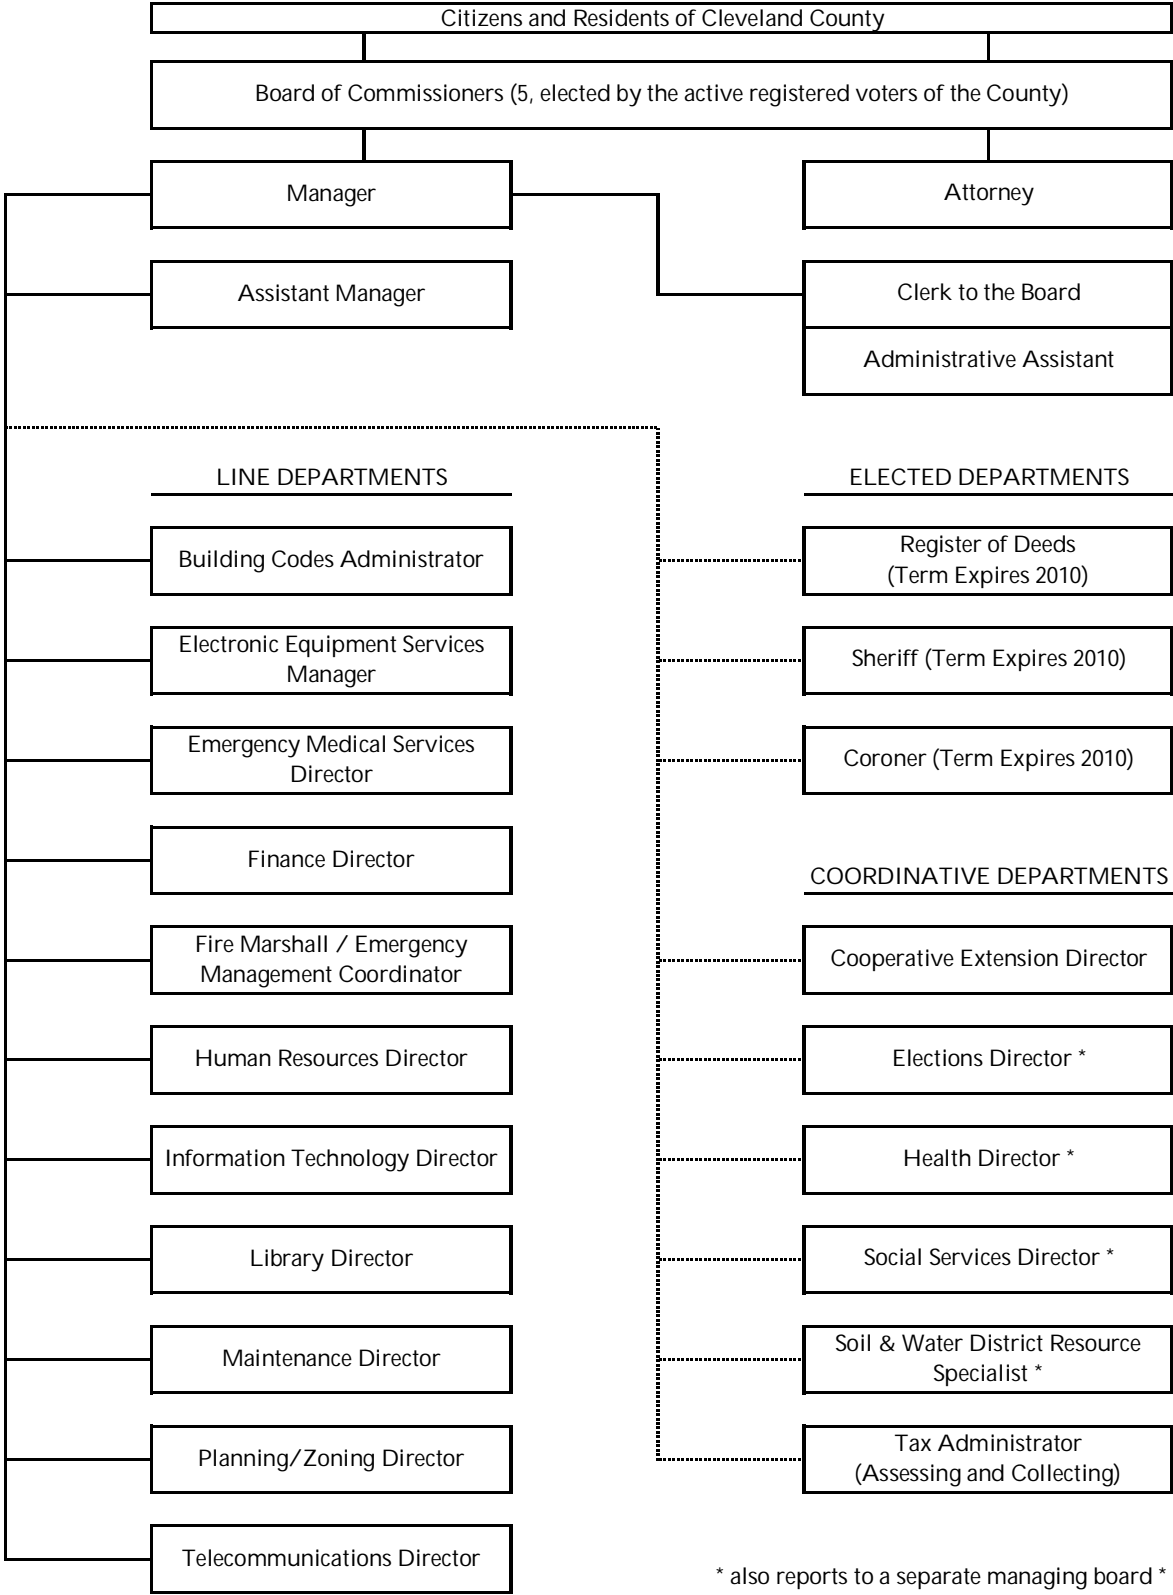 Citizens and Residents of Cleveland County
Board of Commissioners (5, elected by the active registered voters of the County)
Manager
Attorney
Assistant Manager
Clerk to the Board
Administrative Assistant
LINE DEPARTMENTS
Building Codes Administrator
Electronic Equipment Services
Manager
Emergency Medical Services
Director
Finance Director
Fire Marshall / Emergency
Management Coordinator
Human Resources Director
Information Technology Director
Library Director
Maintenance Director
Planning/Zoning Director
Telecommunications Director
ELECTED DEPARTMENTS
Register of Deeds
(Term Expires 2010)
Sheriff (Term Expires 2010)
Coroner (Term Expires 2010)
COORDINATIVE DEPARTMENTS
Cooperative Extension Director
Elections Director *
Health Director *
Social Services Director *
Soil & Water District Resource
Specialist *
Tax Administrator
(Assessing and Collecting)
* also reports to a separate managing board *